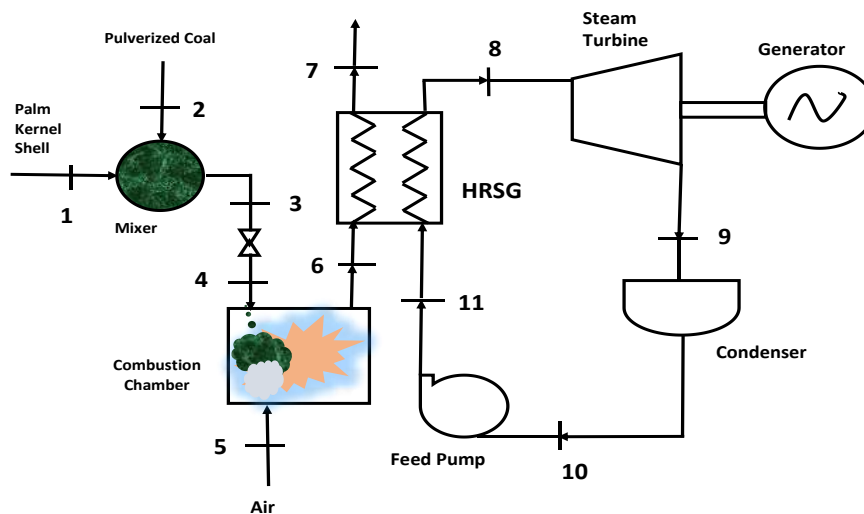 Pulverized Coal
2
Palm
Kernel
Shell
1
Mixer
3
4
Combustion
Chamber
5
Air
6
7
HRSG
8
Steam
Turbine
Generator
9
Condenser
10
Feed Pump
11